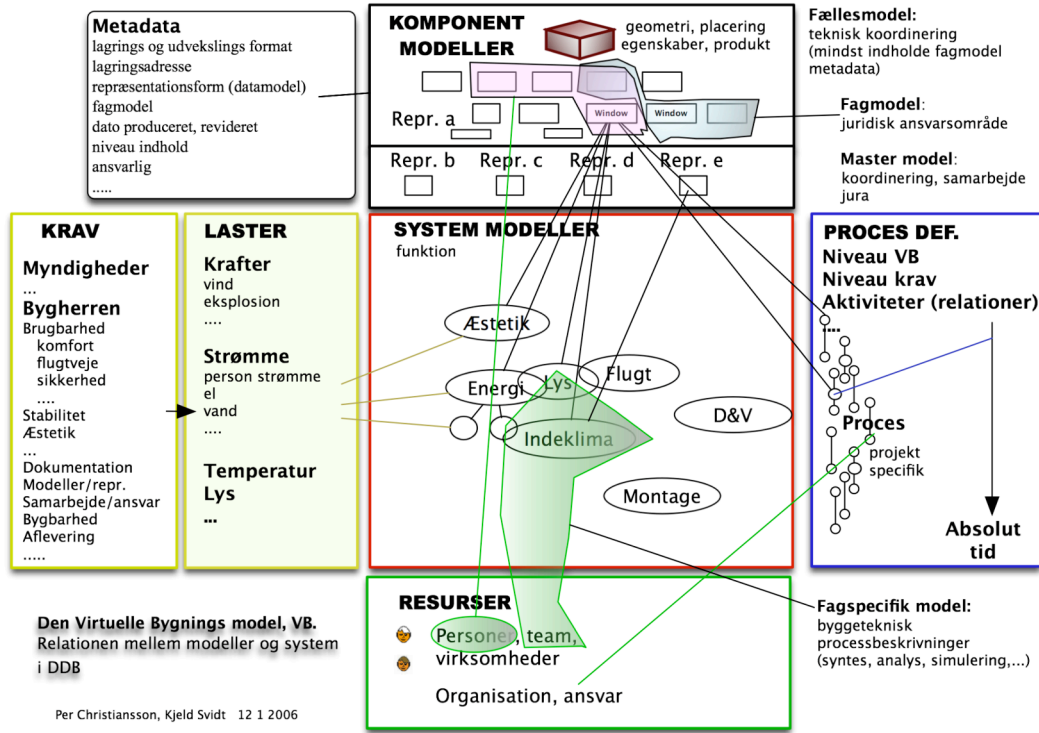 Metadata
lagrings og udvekslings format
lagringsadresse
repræsentationsform (datamodel)
fagmodel
dato produceret, revideret
niveau indhold
ansvarlig
.....
KOMPONENT
MODELLER
geometri, placering
egenskaber, produkt
Repr. a
Window
Window
Repr. b
Repr. c
Repr. d
Repr. e
Fællesmodel:
teknisk koordinering
(mindst indholde fagmodel
metadata)
Fagmodel:
juridisk ansvarsområde
Master model:
koordinering, samarbejde
jura
KRAV
Myndigheder
...
Bygherren
Brugbarhed
komfort
flugtveje
sikkerhed
....
Stabilitet
Æstetik
...
Dokumentation
Modeller/repr.
Samarbejde/ansvar
Bygbarhed
Aflevering
.....
LASTER
Krafter
vind
eksplosion
....
Strømme
person strømme
el
vand
....
Temperatur
Lys
...
SYSTEM MODELLER
funktion
Æstetik
Energi
Lys
Flugt
D&V
Indeklima
Montage
PROCES DEF.
Niveau VB
Niveau krav
Aktiviteter (relationer)
....
Proces
projekt
specifik
Absolut
tid
RESURSER
Personer, team,
virksomheder
Organisation, ansvar
Fagspecifik model:
byggeteknisk
processbeskrivninger
(syntes, analys, simulering,...)
Den Virtuelle Bygnings model, VB.
Relationen mellem modeller og system
i DDB
Per Christiansson, Kjeld Svidt 12 1 2006